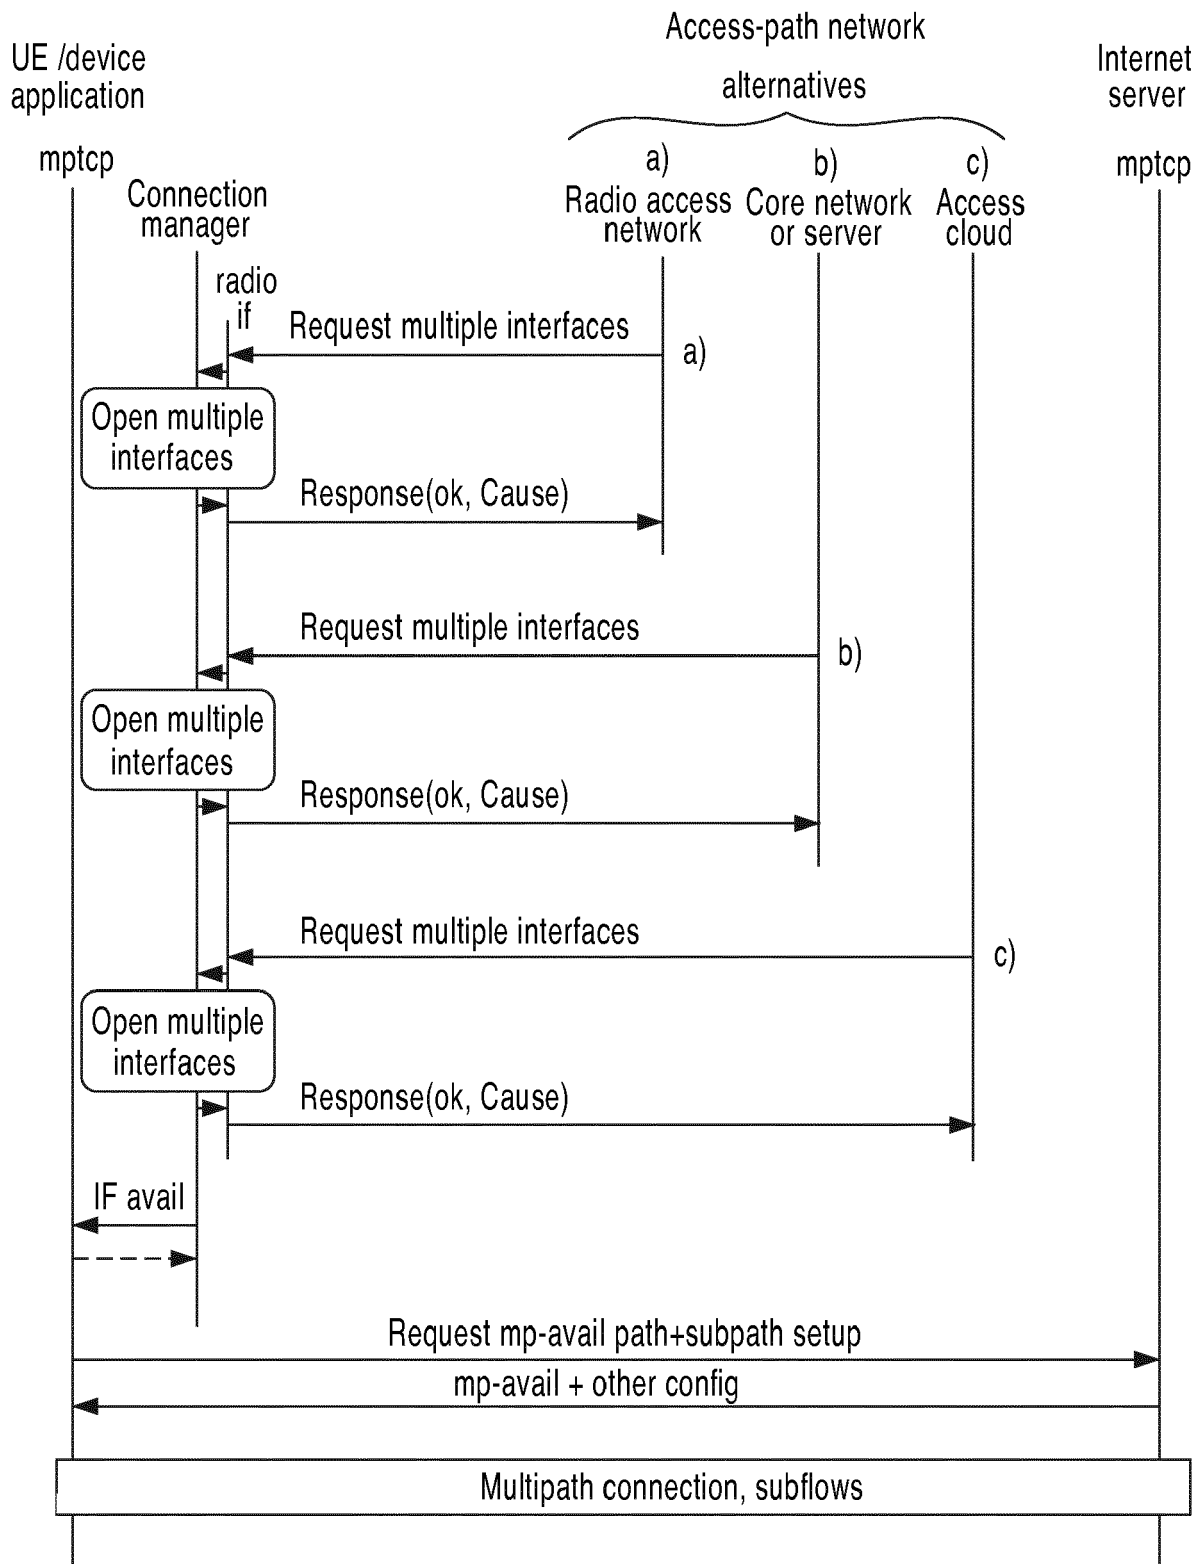 Access-path network
alternatives
UE /device
application
Internet
server
mptcp
Connection
manager
a)
Radio access
network
b)
Core network
or server
c)
Access
cloud
mptcp
radio
if
Request multiple interfaces
a)
Open multiple
interfaces
Response(ok, Cause)
Request multiple interfaces
b)
Open multiple
interfaces
Response(ok, Cause)
Request multiple interfaces
c)
Open multiple
interfaces
Response(ok, Cause)
IF avail
Request mp-avail path+subpath setup
mp-avail + other config
Multipath connection, subflows